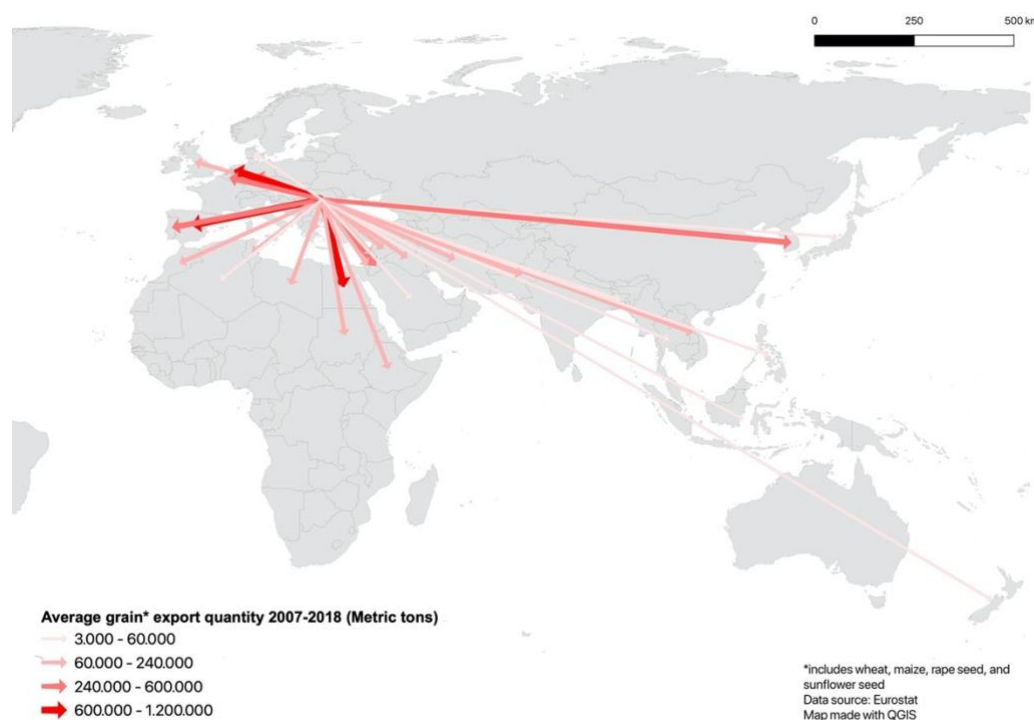 0 250 500 km
Average grain* export quantity 2007-2018 (Metric tons)
3.000 - 60.000
60.000 - 240.000
240.000 - 600.000
600.000 - 1.200.000
*includes wheat, maize, rape seed, and
sunflower seed
Data source: Eurostat
Map made with QGIS